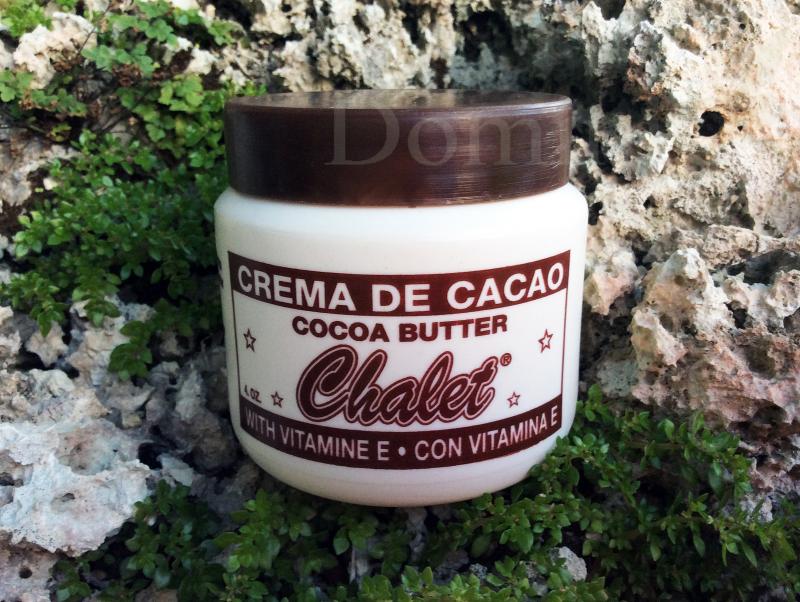 Dom
CREMA DE CACAO
COCOA BUTTER
Chalet®
4 OZ
WITH VITAMINE E • CON VITAMINA E